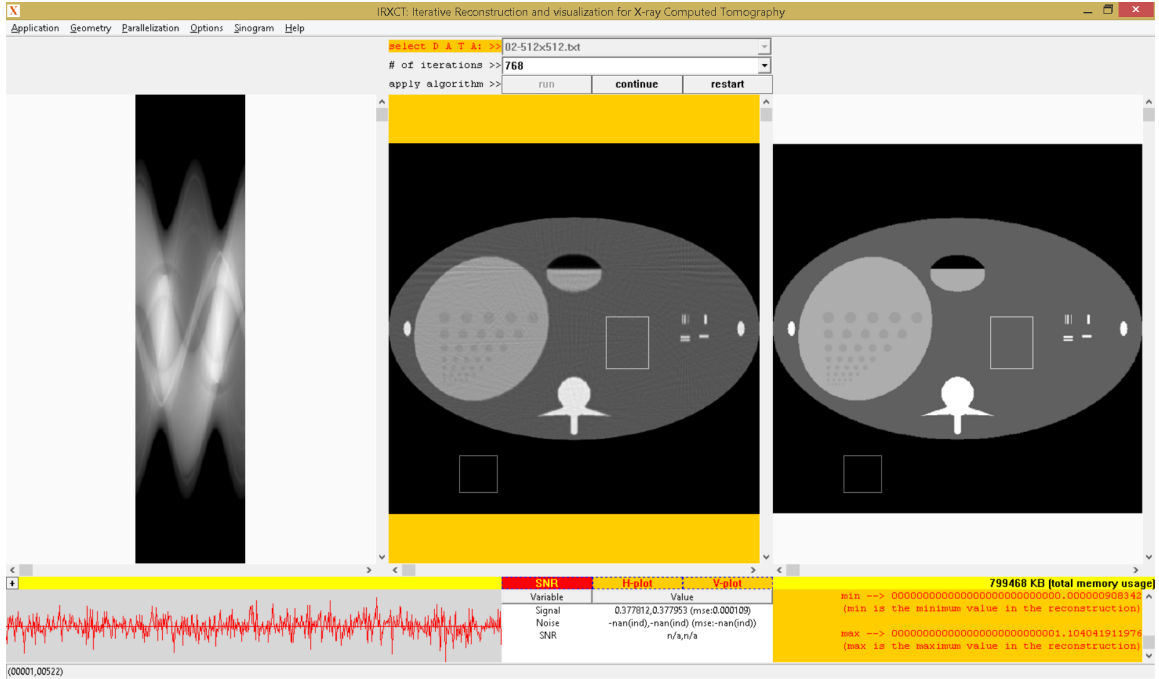 X
IRXCT: Iterative Reconstruction and visualization for X-ray Computed Tomography
Application Geometry Parallelization Options Sinogram Help
select D A T A: >> 02-512x512.txt
# of iterations >> 768
apply algorithm >> run continue restart
+ SNR H-plot V-plot 799468 KB (total memory usage)
Variable Value
Signal 0.377812,0.377953 (mse:0.000109)
Noise -nan(ind),-nan(ind) (mse:-nan(ind))
SNR n/a,n/a
min --> 00000000000000000000000000.000000908342
(min is the minimum value in the reconstruction)
max --> 00000000000000000000000001.104041911976
(max is the maximum value in the reconstruction)
(00001,00522)